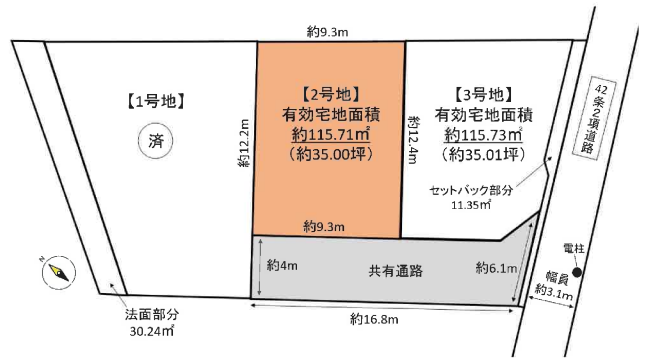 約9.3m
【1号地】
済
【2号地】
有効宅地面積
約115.71㎡
(約35.00坪)
約12.2m
約12.4m
約9.3m
【3号地】
有効宅地面積
約115.73㎡
(約35.01坪)
セットバック部分
11.35㎡
42条2項道路
電柱
幅員
約3.1m
約4m
共有通路
約6.1m
約16.8m
N
法面部分
30.24㎡